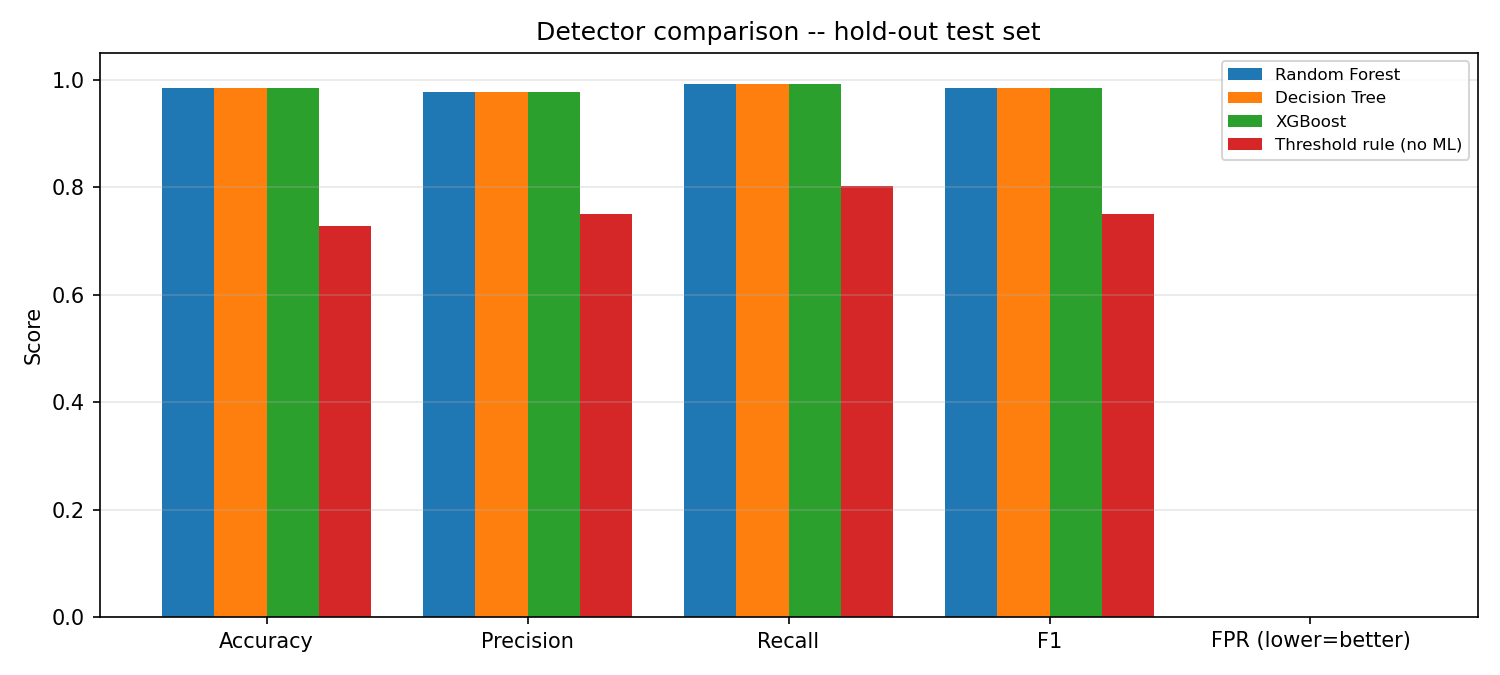 Detector comparison -- hold-out test set
Random Forest
Decision Tree
XGBoost
Threshold rule (no ML)
Score
1.0
0.8
0.6
0.4
0.2
0.0
Accuracy
Precision
Recall
F1
FPR (lower=better)